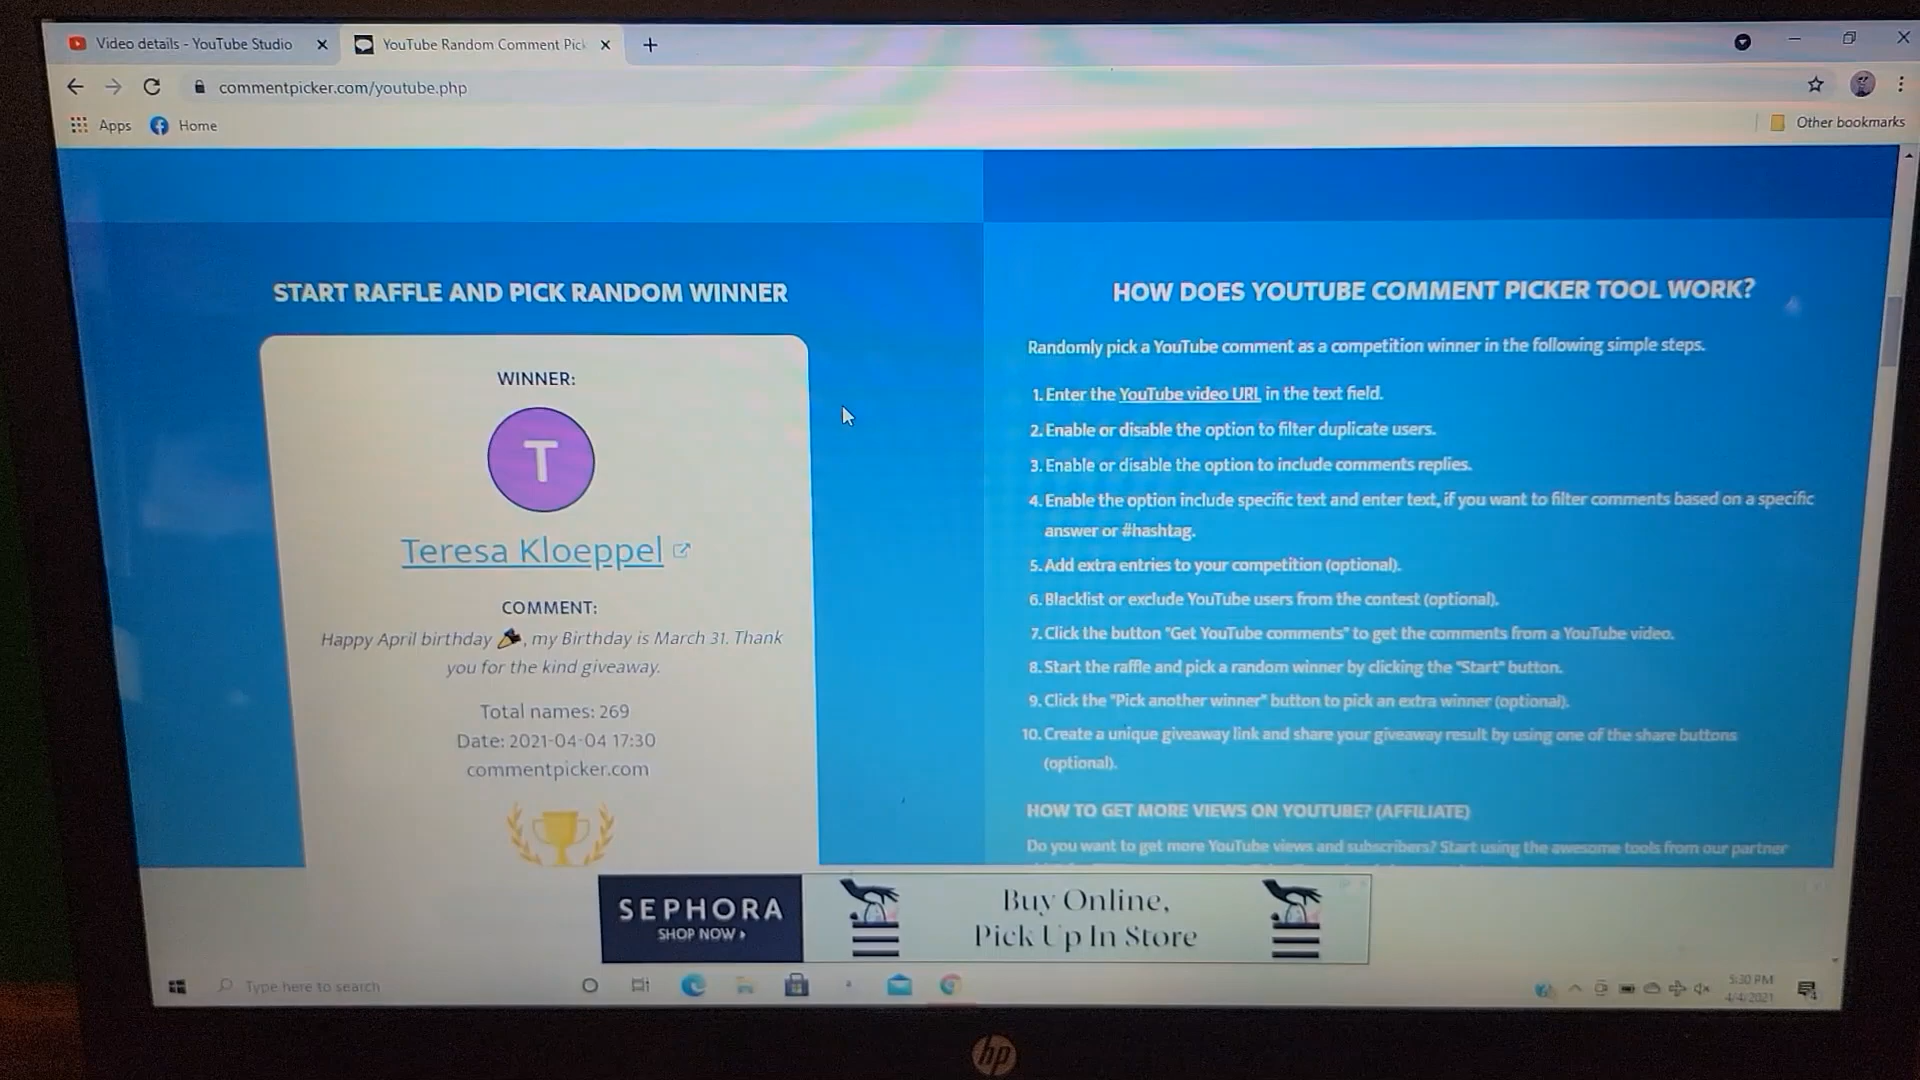 Video details - YouTube Studio
YouTube Random Comment Pick
commentpicker.com/youtube.php
Apps
Home
Other bookmarks
START RAFFLE AND PICK RANDOM WINNER
WINNER:
T
Teresa Kloeppel
COMMENT:
Happy April birthday 🎉, my Birthday is March 31. Thank
you for the kind giveaway.
Total names: 269
Date: 2021-04-04 17:30
commentpicker.com
HOW DOES YOUTUBE COMMENT PICKER TOOL WORK?
Randomly pick a YouTube comment as a competition winner in the following simple steps.
1. Enter the YouTube video URL in the text field.
2. Enable or disable the option to filter duplicate users.
3. Enable or disable the option to include comments replies.
4. Enable the option include specific text and enter text, if you want to filter comments based on a specific
answer or #hashtag.
5. Add extra entries to your competition (optional).
6. Blacklist or exclude YouTube users from the contest (optional).
7. Click the button "Get YouTube comments" to get the comments from a YouTube video.
8. Start the raffle and pick a random winner by clicking the "Start" button.
9. Click the "Pick another winner" button to pick an extra winner (optional).
10. Create a unique giveaway link and share your giveaway result by using one of the share buttons
(optional).
HOW TO GET MORE VIEWS ON YOUTUBE? (AFFILIATE)
Do you want to get more YouTube views and subscribers? Start using the awesome tools from our partner
SEPHORA
SHOP NOW
Buy Online,
Pick Up In Store
Type here to search
5:30 PM
4/4/2021
hp